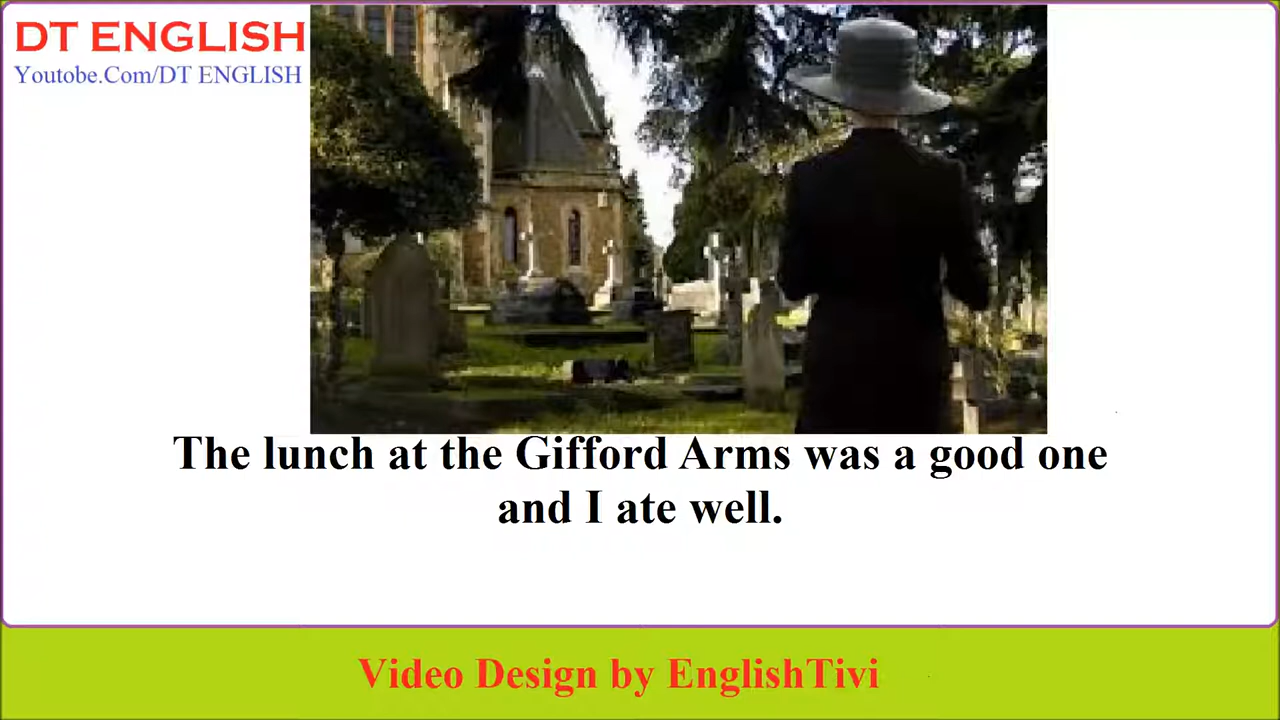 DT ENGLISH
Youtobe.Com/DT ENGLISH
The lunch at the Gifford Arms was a good one
and I ate well.
Video Design by EnglishTivi